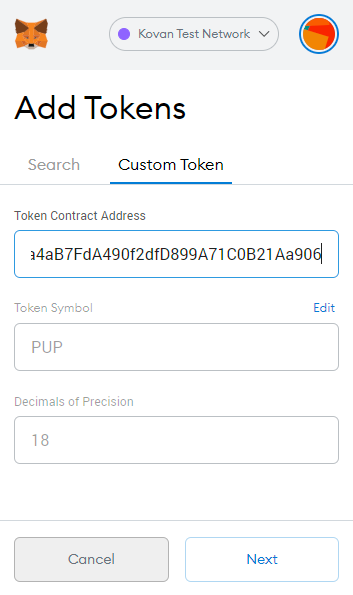 Kovan Test Network
Add Tokens
Search Custom Token
Token Contract Address
a4aB7FdA490f2dfD899A71C0B21Aa906
Token Symbol Edit
PUP
Decimals of Precision
18
Cancel Next